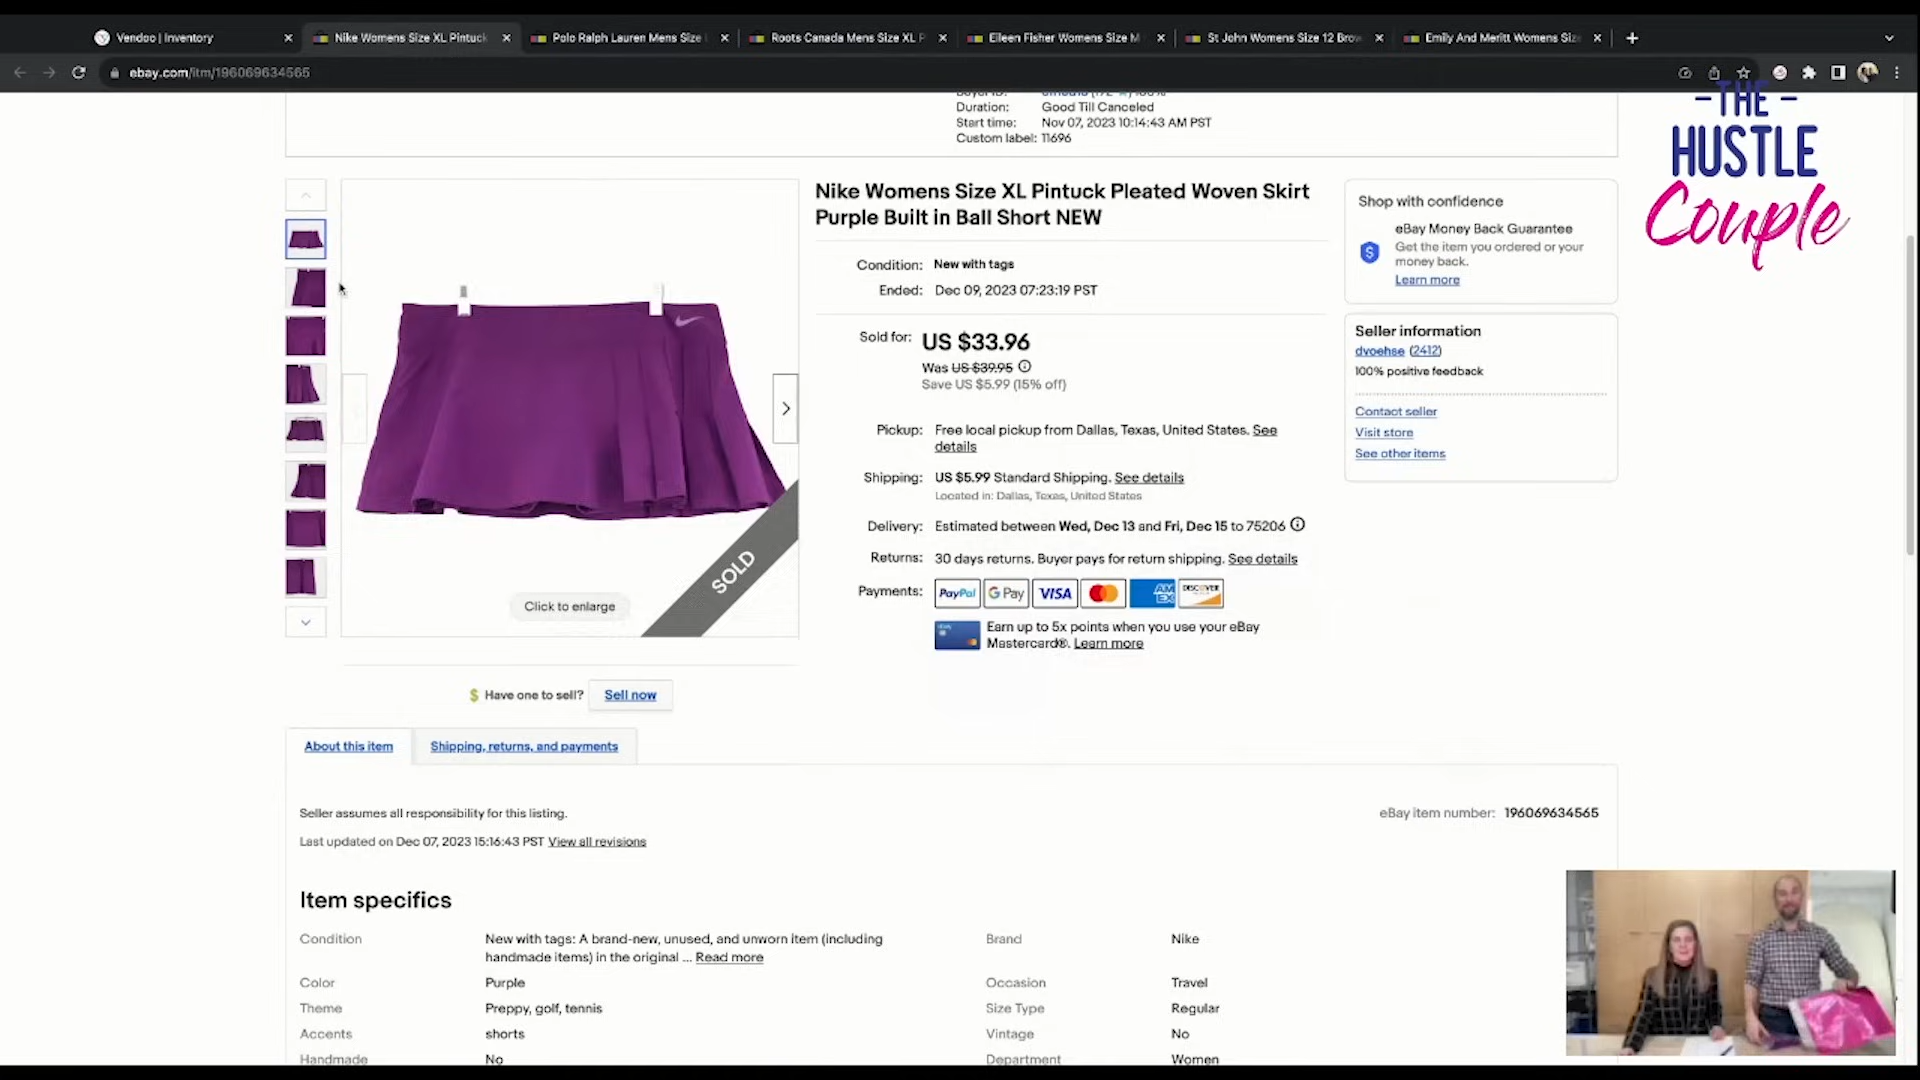 Vendoo | Inventory
Nike Womens Size XL Pintuck
Polo Ralph Lauren Mens Size
Roots Canada Mens Size XL P
Eileen Fisher Womens Size M
St John Womens Size 12 Brow
Emily And Meritt Womens Siz
ebay.com/itm/196069634565
Duration: Good Till Canceled
Start time: Nov 07, 2023 10:14:43 AM PST
Custom label: 11696
-THE-
HUSTLE
Couple
Nike Womens Size XL Pintuck Pleated Woven Skirt
Purple Built in Ball Short NEW
Condition: New with tags
Ended: Dec 09, 2023 07:23:19 PST
Sold for: US $33.96
Was US $39.95
Save US $5.99 (15% off)
Pickup: Free local pickup from Dallas, Texas, United States. See
details
Shipping: US $5.99 Standard Shipping. See details
Located in: Dallas, Texas, United States
Delivery: Estimated between Wed, Dec 13 and Fri, Dec 15 to 75206
Returns: 30 days returns. Buyer pays for return shipping. See details
Payments: PayPal G Pay VISA AM EX DISCOVER
Earn up to 5x points when you use your eBay
Mastercard®. Learn more
Shop with confidence
eBay Money Back Guarantee
Get the item you ordered or your
money back.
Learn more
Seller information
dvoehse (2412)
100% positive feedback
Contact seller
Visit store
See other items
SOLD
Click to enlarge
$ Have one to sell? Sell now
About this item
Shipping, returns, and payments
Seller assumes all responsibility for this listing.
eBay item number: 196069634565
Last updated on Dec 07, 2023 15:16:43 PST View all revisions
Item specifics
Condition New with tags: A brand-new, unused, and unworn item (including
handmade items) in the original ... Read more
Brand Nike
Color Purple
Occasion Travel
Theme Preppy, golf, tennis
Size Type Regular
Accents shorts
Vintage No
Handmade No
Department Women